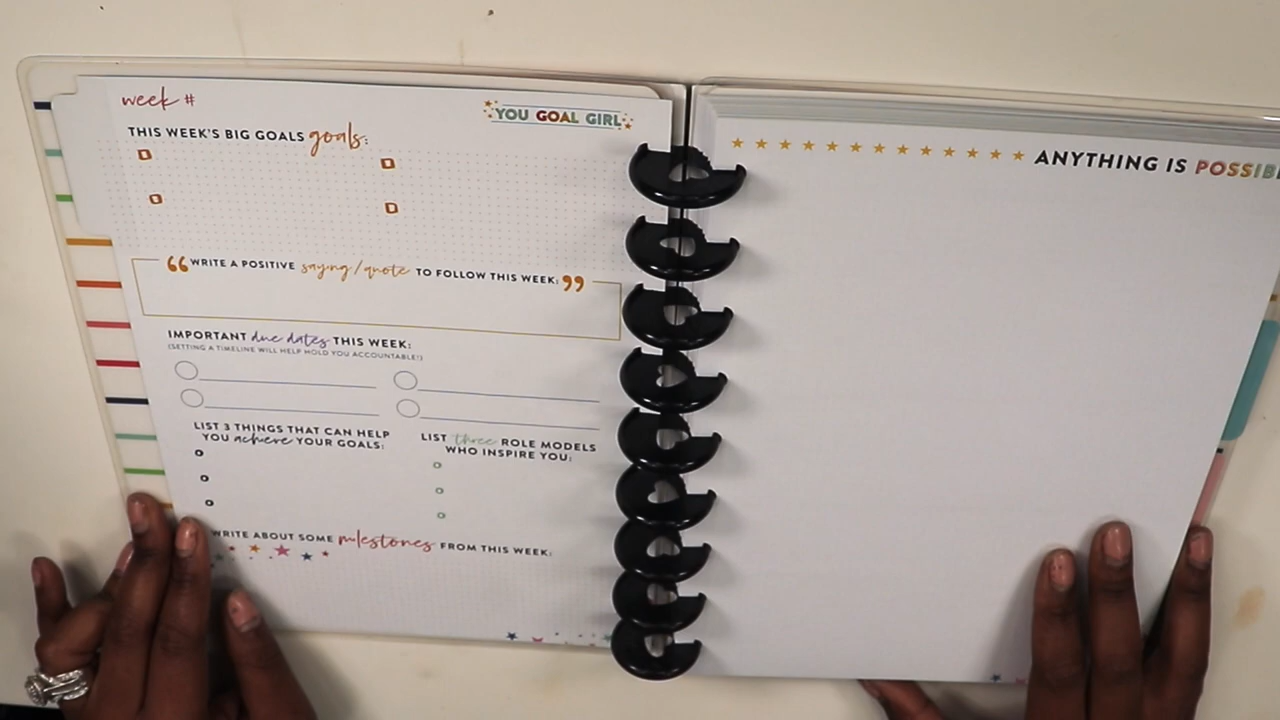 week #
YOU GOAL GIRL
THIS WEEK'S BIG GOALS goals:
❝ WRITE A POSITIVE saying/quote TO FOLLOW THIS WEEK: ❞
IMPORTANT due dates THIS WEEK:
(SETTING A TIMELINE WILL HELP HOLD YOU ACCOUNTABLE!)
LIST 3 THINGS THAT CAN HELP
YOU achieve YOUR GOALS:
LIST three ROLE MODELS
WHO INSPIRE YOU:
WRITE ABOUT SOME milestones FROM THIS WEEK:
ANYTHING IS POSSIB